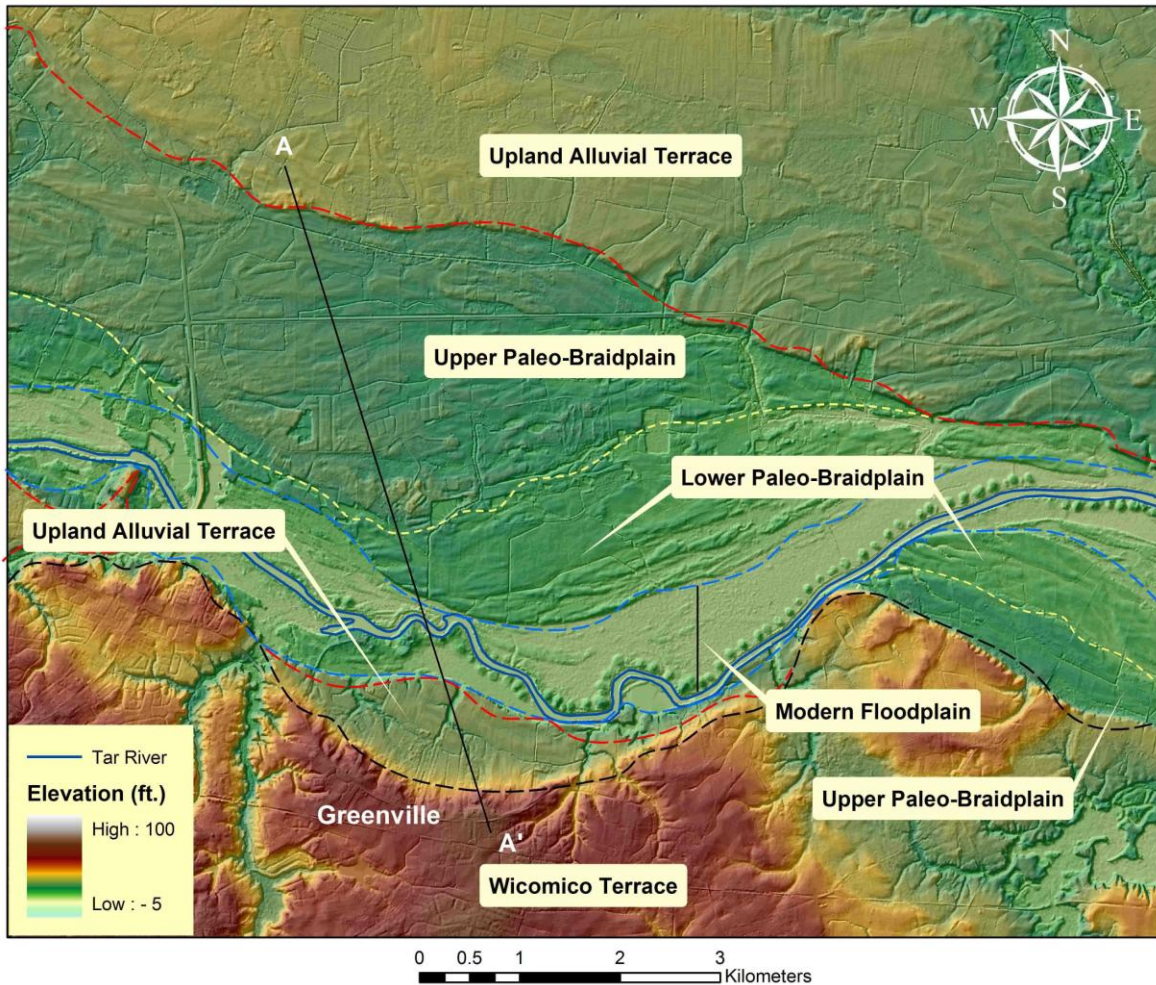 N
W
E
S
Upland Alluvial Terrace
A
Upper Paleo-Braidplain
Lower Paleo-Braidplain
Upland Alluvial Terrace
Modern Floodplain
Upper Paleo-Braidplain
Greenville
A'
Wicomico Terrace
Tar River
Elevation (ft.)
High : 100
Low : - 5
0 0.5 1 2 3
Kilometers